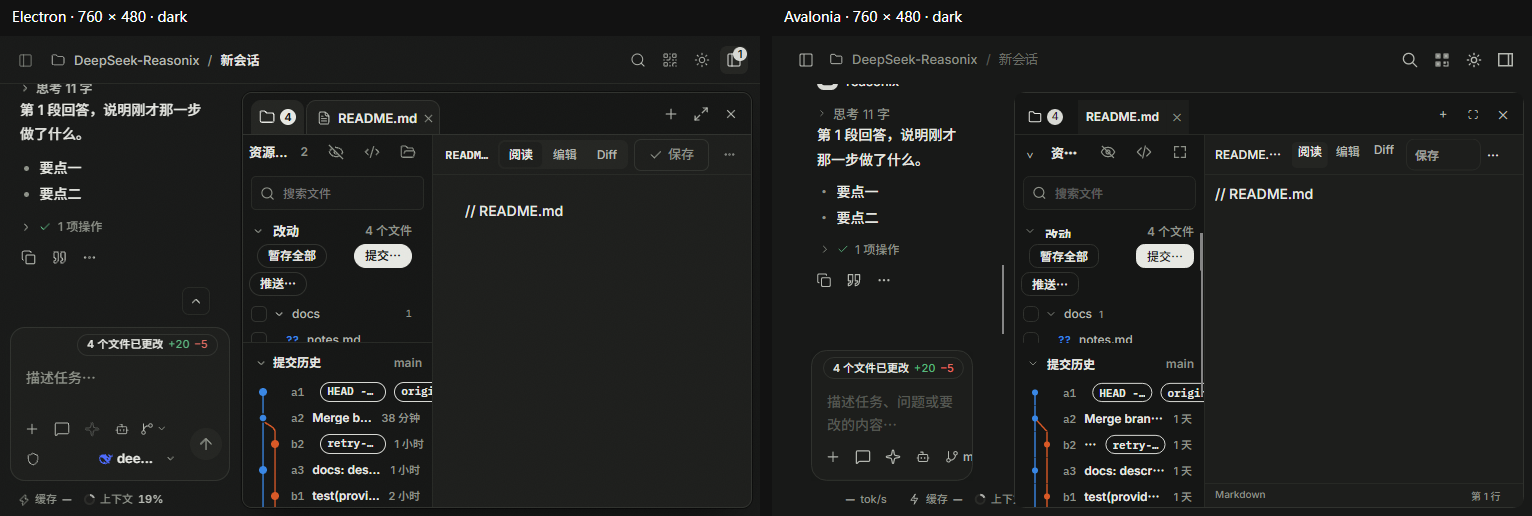 Electron · 760 × 480 · dark
DeepSeek-Reasonix / 新会话
1
思考 11 字
第 1 段回答，说明刚才那一步
做了什么。
要点一
要点二
1 项操作
4 个文件已更改 +20 −5
描述任务···
dee...
缓存 — 上下文 19%
4
README.md
资源... 2
搜索文件
改动 4 个文件
暂存全部 提交···
推送···
docs 1
?? notes.md
提交历史 main
a1 HEAD -… origi
a2 Merge b... 38 分钟
b2 retry-… 1 小时
a3 docs: des... 1 小时
b1 test(provi... 2 小时
READM... 阅读 编辑 Diff 保存
// README.md
Avalonia · 760 × 480 · dark
DeepSeek-Reasonix / 新会话
reasonix
思考 11 字
第 1 段回答，说明刚才
那一步做了什么。
要点一
要点二
1 项操作
4 个文件已更改 +20 −5
描述任务、问题或要
改的内容···
m
— tok/s 缓存 — 上下
4
README.md
资···
搜索文件
改动 4 个文件
暂存全部 提交···
推送···
docs 1
?? notes.md
提交历史 main
a1 HEAD -… origi
a2 Merge bran··· 1 天
b2 ··· retry-… 1 天
a3 docs: descr··· 1 天
b1 test(provid··· 1 天
README.··· 阅读 编辑 Diff 保存
// README.md
Markdown 第 1 行